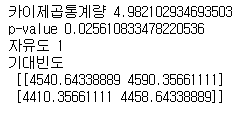 카이제곱통계량 4.982102934693503
p-value 0.025610833478220536
자유도 1
기대빈도
[[4540.64338889 4590.35661111]
[4410.35661111 4458.64338889]]